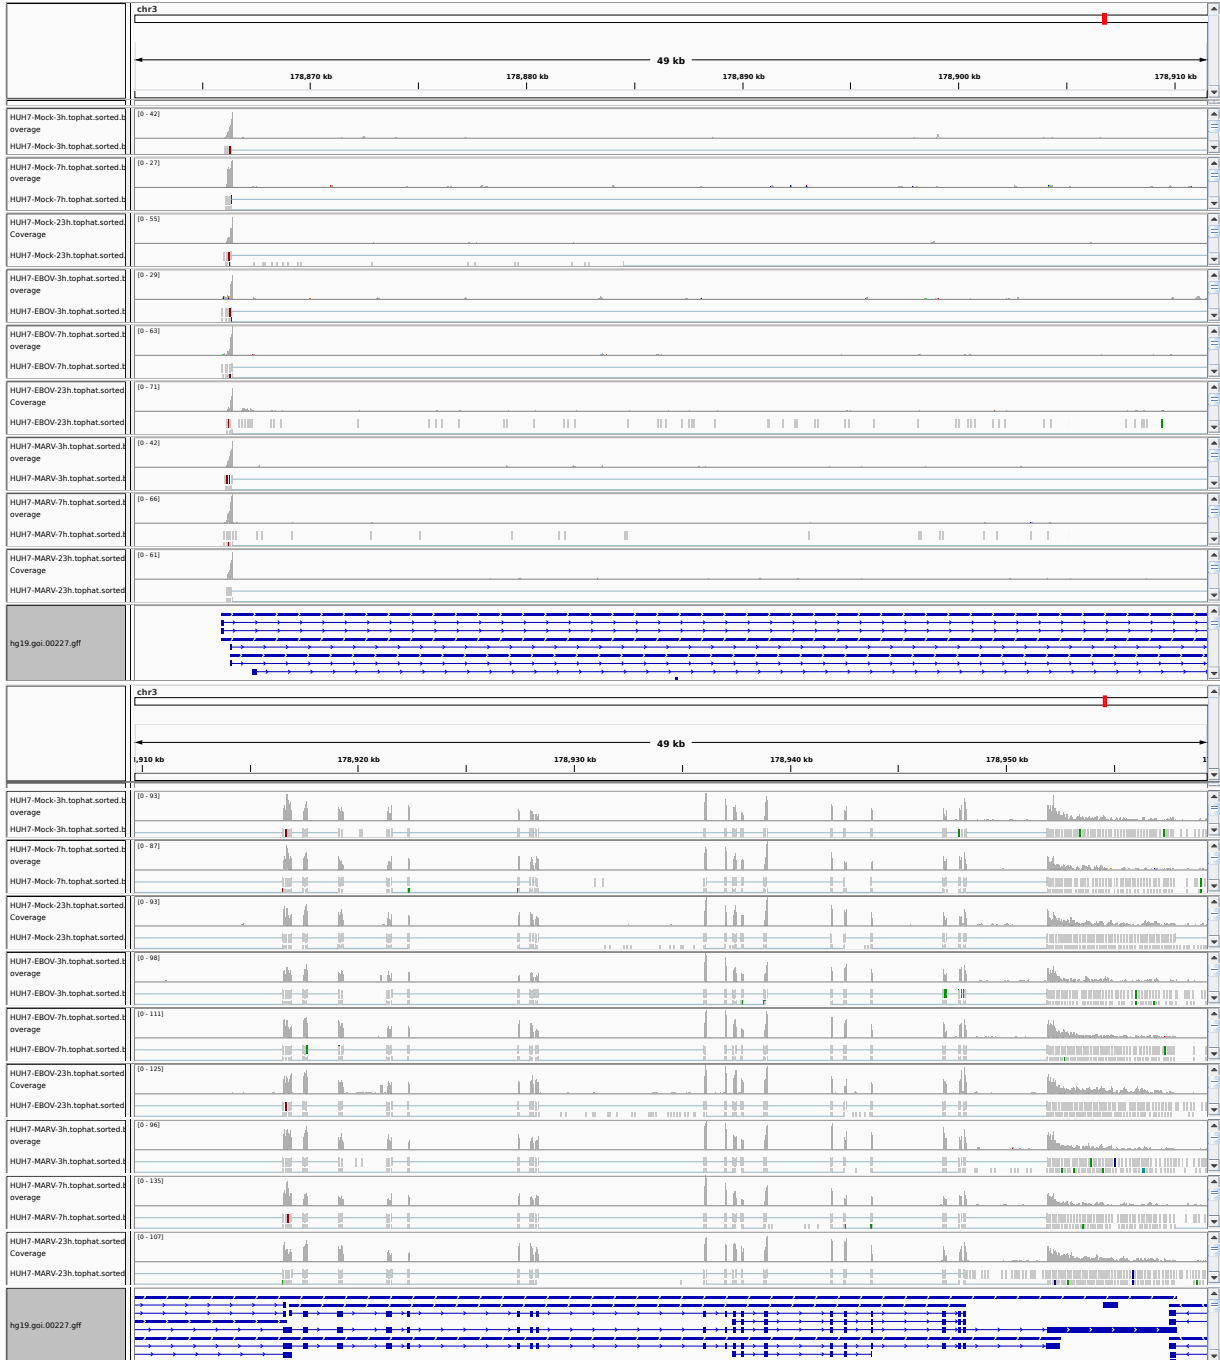 chr3
49 kb
178,870 kb 178,880 kb 178,890 kb 178,900 kb 178,910 kb
HUH7-Mock-3h.tophat.sorted.b
overage
[0 - 42]
HUH7-Mock-3h.tophat.sorted.b
HUH7-Mock-7h.tophat.sorted.b
overage
[0 - 27]
HUH7-Mock-7h.tophat.sorted.b
HUH7-Mock-23h.tophat.sorted.
Coverage
[0 - 55]
HUH7-Mock-23h.tophat.sorted.
HUH7-EBOV-3h.tophat.sorted.b
overage
[0 - 29]
HUH7-EBOV-3h.tophat.sorted.b
HUH7-EBOV-7h.tophat.sorted.b
overage
[0 - 63]
HUH7-EBOV-7h.tophat.sorted.b
HUH7-EBOV-23h.tophat.sorted
Coverage
[0 - 71]
HUH7-EBOV-23h.tophat.sorted
HUH7-MARV-3h.tophat.sorted.b
overage
[0 - 42]
HUH7-MARV-3h.tophat.sorted.b
HUH7-MARV-7h.tophat.sorted.b
overage
[0 - 66]
HUH7-MARV-7h.tophat.sorted.b
HUH7-MARV-23h.tophat.sorted
Coverage
[0 - 61]
HUH7-MARV-23h.tophat.sorted
hg19.goi.00227.gff
chr3
49 kb
,910 kb 178,920 kb 178,930 kb 178,940 kb 178,950 kb 1
HUH7-Mock-3h.tophat.sorted.b
overage
[0 - 93]
HUH7-Mock-3h.tophat.sorted.b
HUH7-Mock-7h.tophat.sorted.b
overage
[0 - 87]
HUH7-Mock-7h.tophat.sorted.b
HUH7-Mock-23h.tophat.sorted.
Coverage
[0 - 93]
HUH7-Mock-23h.tophat.sorted.
HUH7-EBOV-3h.tophat.sorted.b
overage
[0 - 98]
HUH7-EBOV-3h.tophat.sorted.b
HUH7-EBOV-7h.tophat.sorted.b
overage
[0 - 111]
HUH7-EBOV-7h.tophat.sorted.b
HUH7-EBOV-23h.tophat.sorted
Coverage
[0 - 125]
HUH7-EBOV-23h.tophat.sorted
HUH7-MARV-3h.tophat.sorted.b
overage
[0 - 96]
HUH7-MARV-3h.tophat.sorted.b
HUH7-MARV-7h.tophat.sorted.b
overage
[0 - 135]
HUH7-MARV-7h.tophat.sorted.b
HUH7-MARV-23h.tophat.sorted
Coverage
[0 - 107]
HUH7-MARV-23h.tophat.sorted
hg19.goi.00227.gff